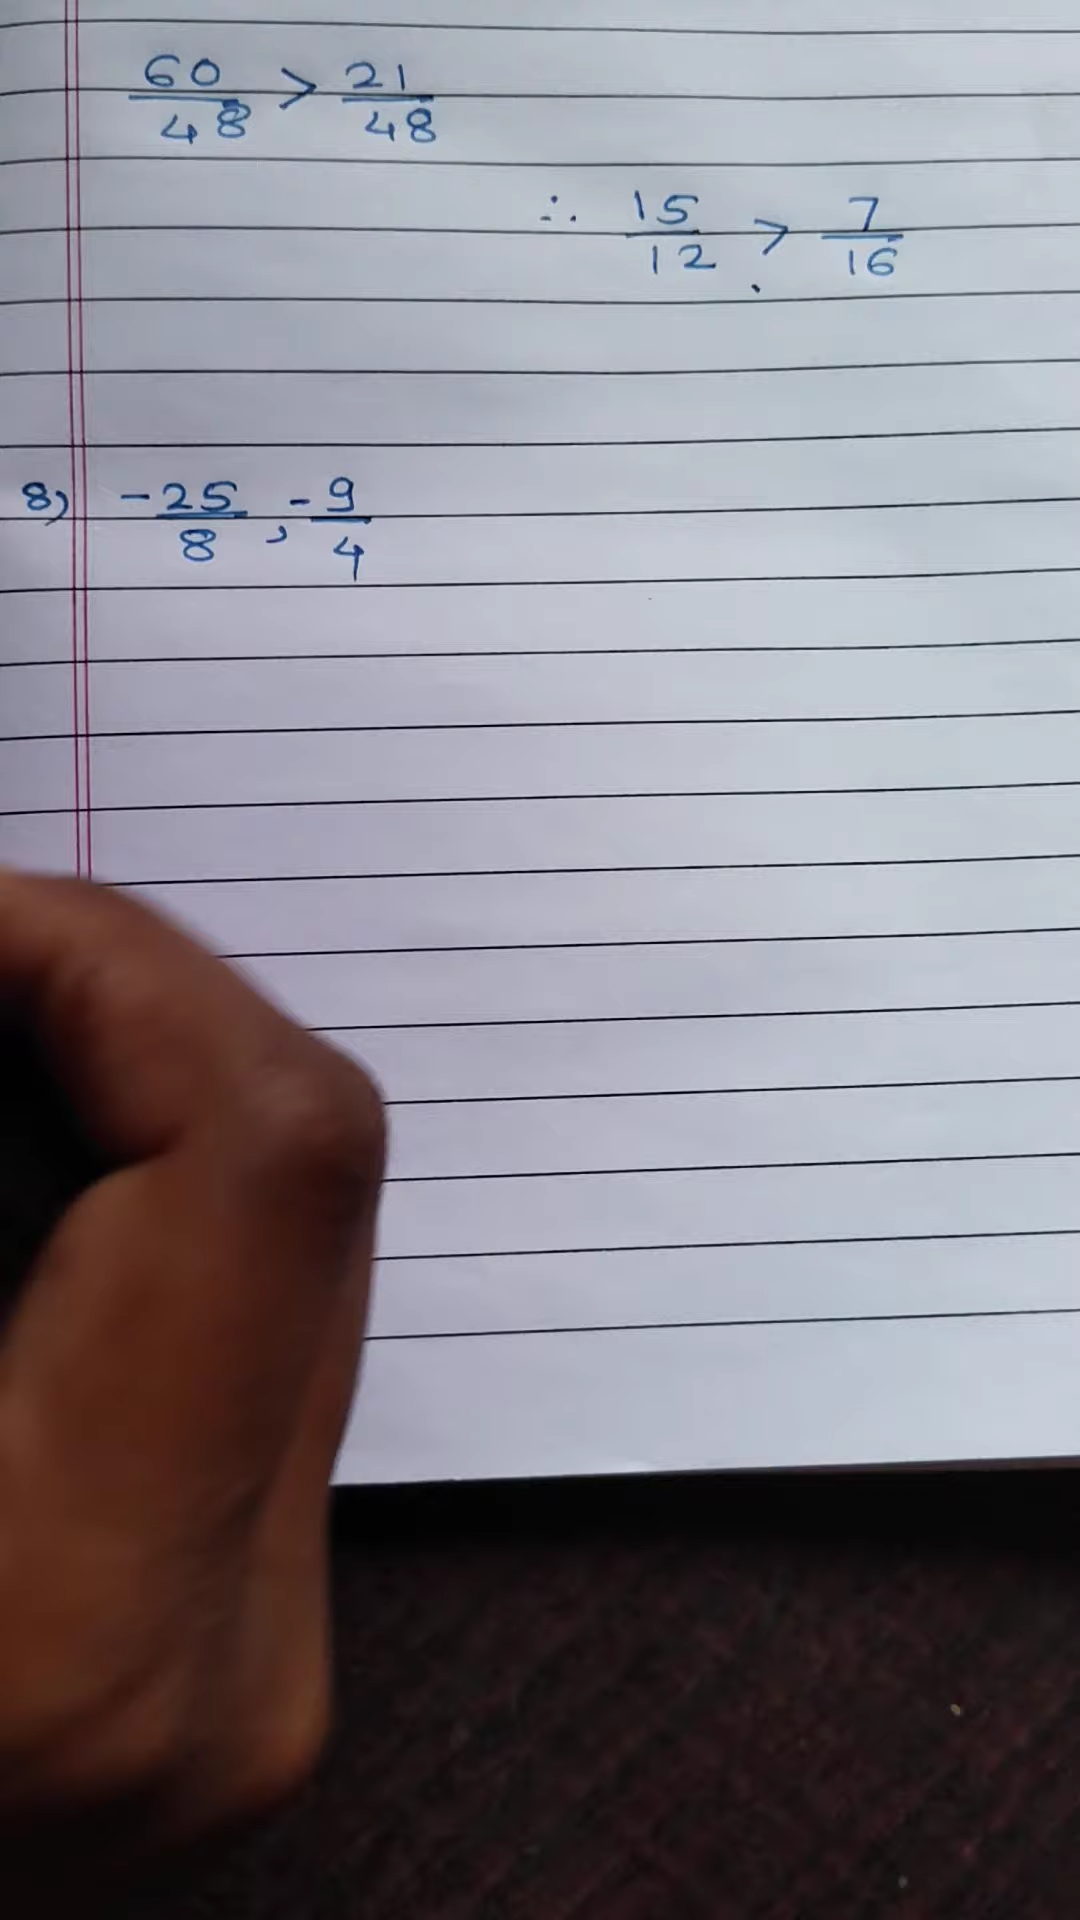 60/48 > 21/48
∴ 15/12 > 7/16
8) -25/8 , -9/4